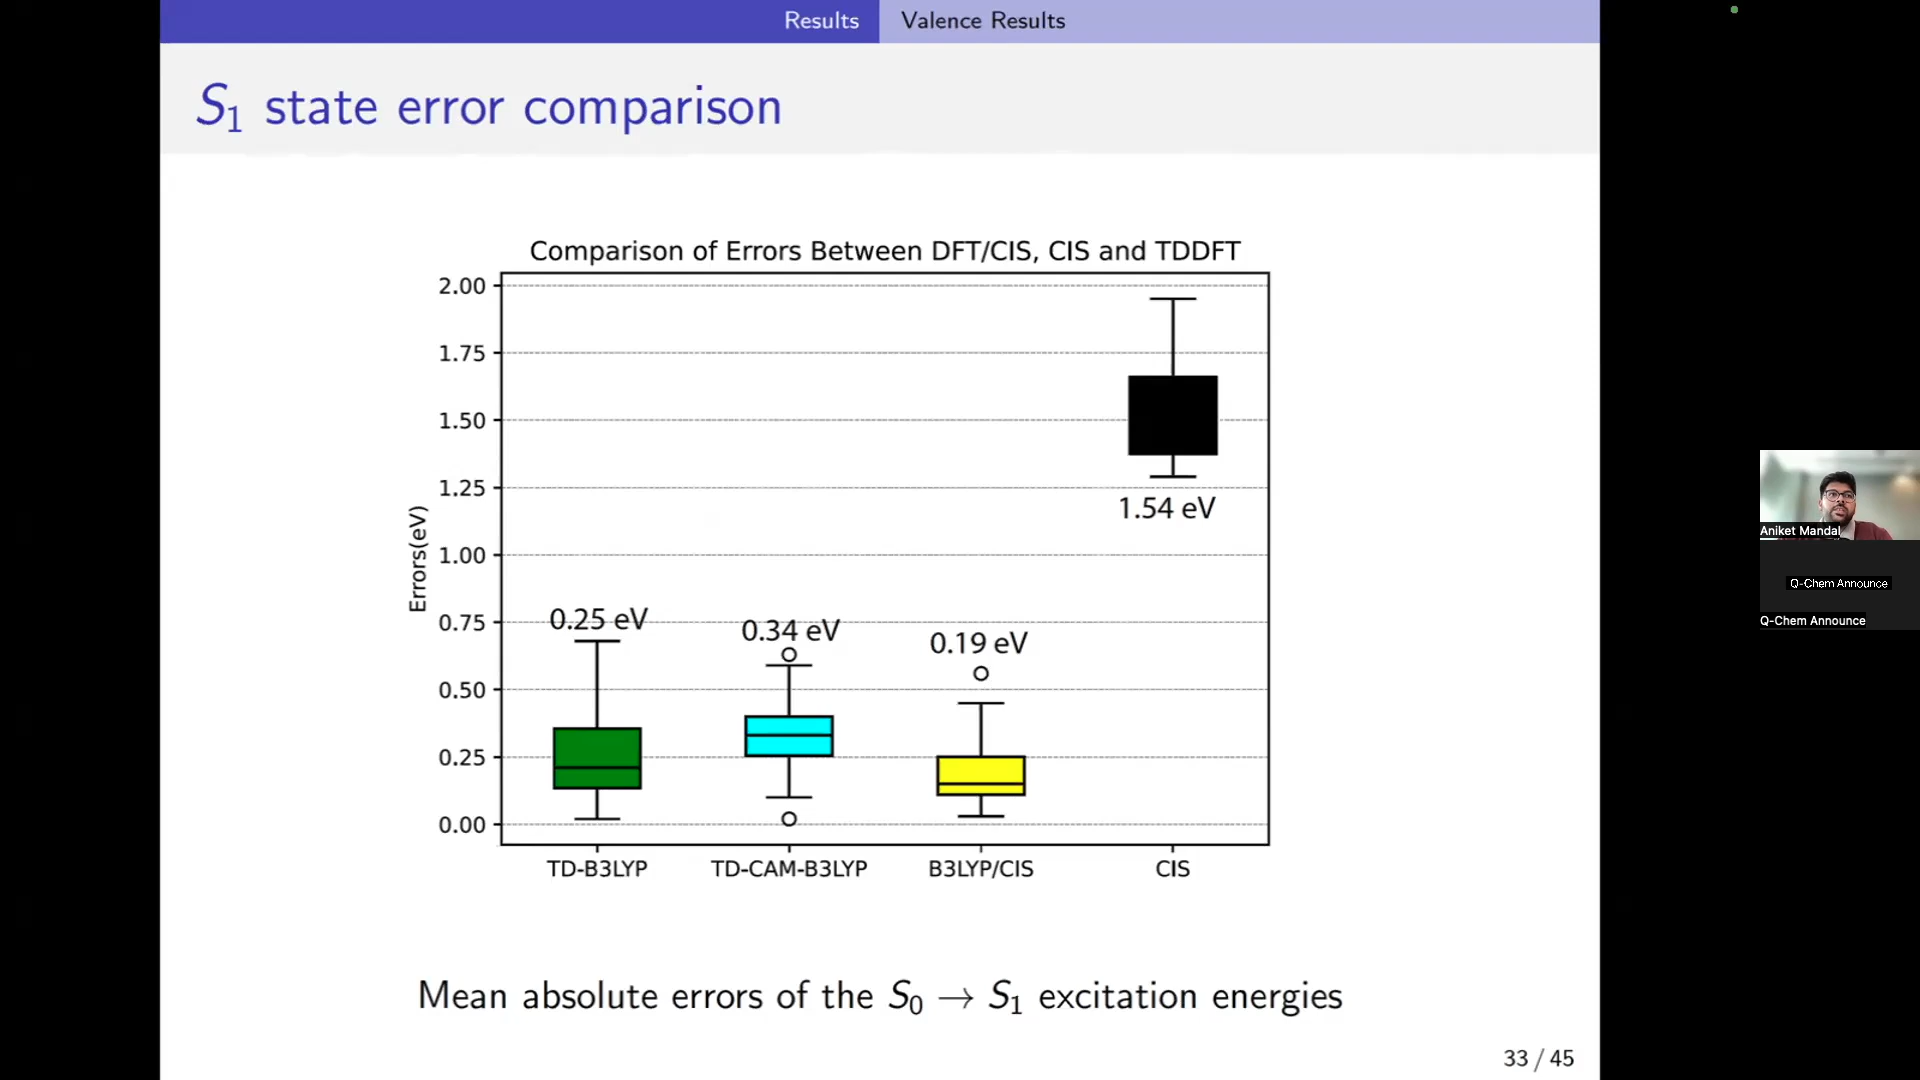 Results Valence Results
S1 state error comparison
Comparison of Errors Between DFT/CIS, CIS and TDDFT
2.00
1.75
1.50
1.25
1.00
0.75
0.50
0.25
0.00
Errors(eV)
0.25 eV
0.34 eV
0.19 eV
1.54 eV
TD-B3LYP TD-CAM-B3LYP B3LYP/CIS CIS
Mean absolute errors of the S0 → S1 excitation energies
33 / 45
Aniket Mandal
Q-Chem Announce
Q-Chem Announce